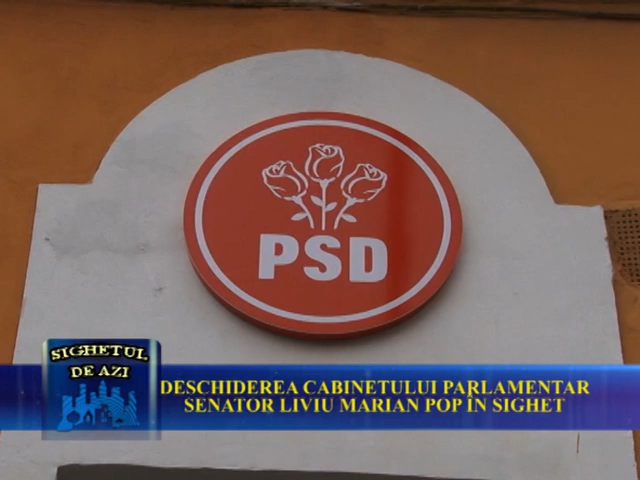 PSD
SIGHETUL
DE AZI
DESCHIDEREA CABINETULUI PARLAMENTAR
SENATOR LIVIU MARIAN POP ÎN SIGHET